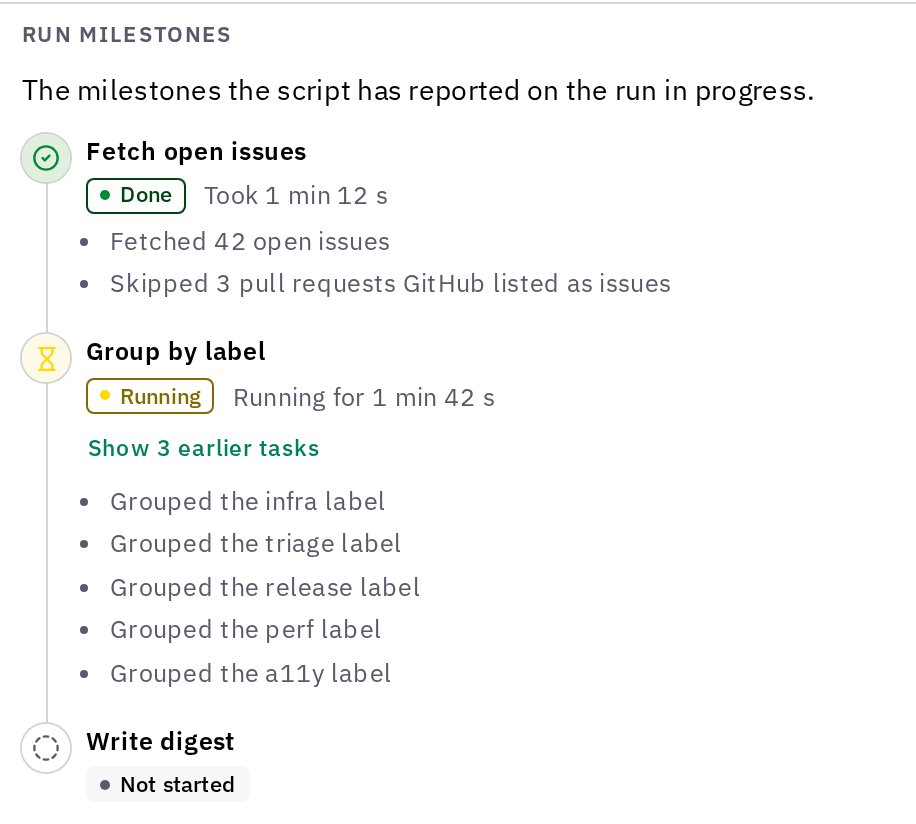 RUN MILESTONES
The milestones the script has reported on the run in progress.
Fetch open issues
Done Took 1 min 12 s
Fetched 42 open issues
Skipped 3 pull requests GitHub listed as issues
Group by label
Running Running for 1 min 42 s
Show 3 earlier tasks
Grouped the infra label
Grouped the triage label
Grouped the release label
Grouped the perf label
Grouped the a11y label
Write digest
Not started